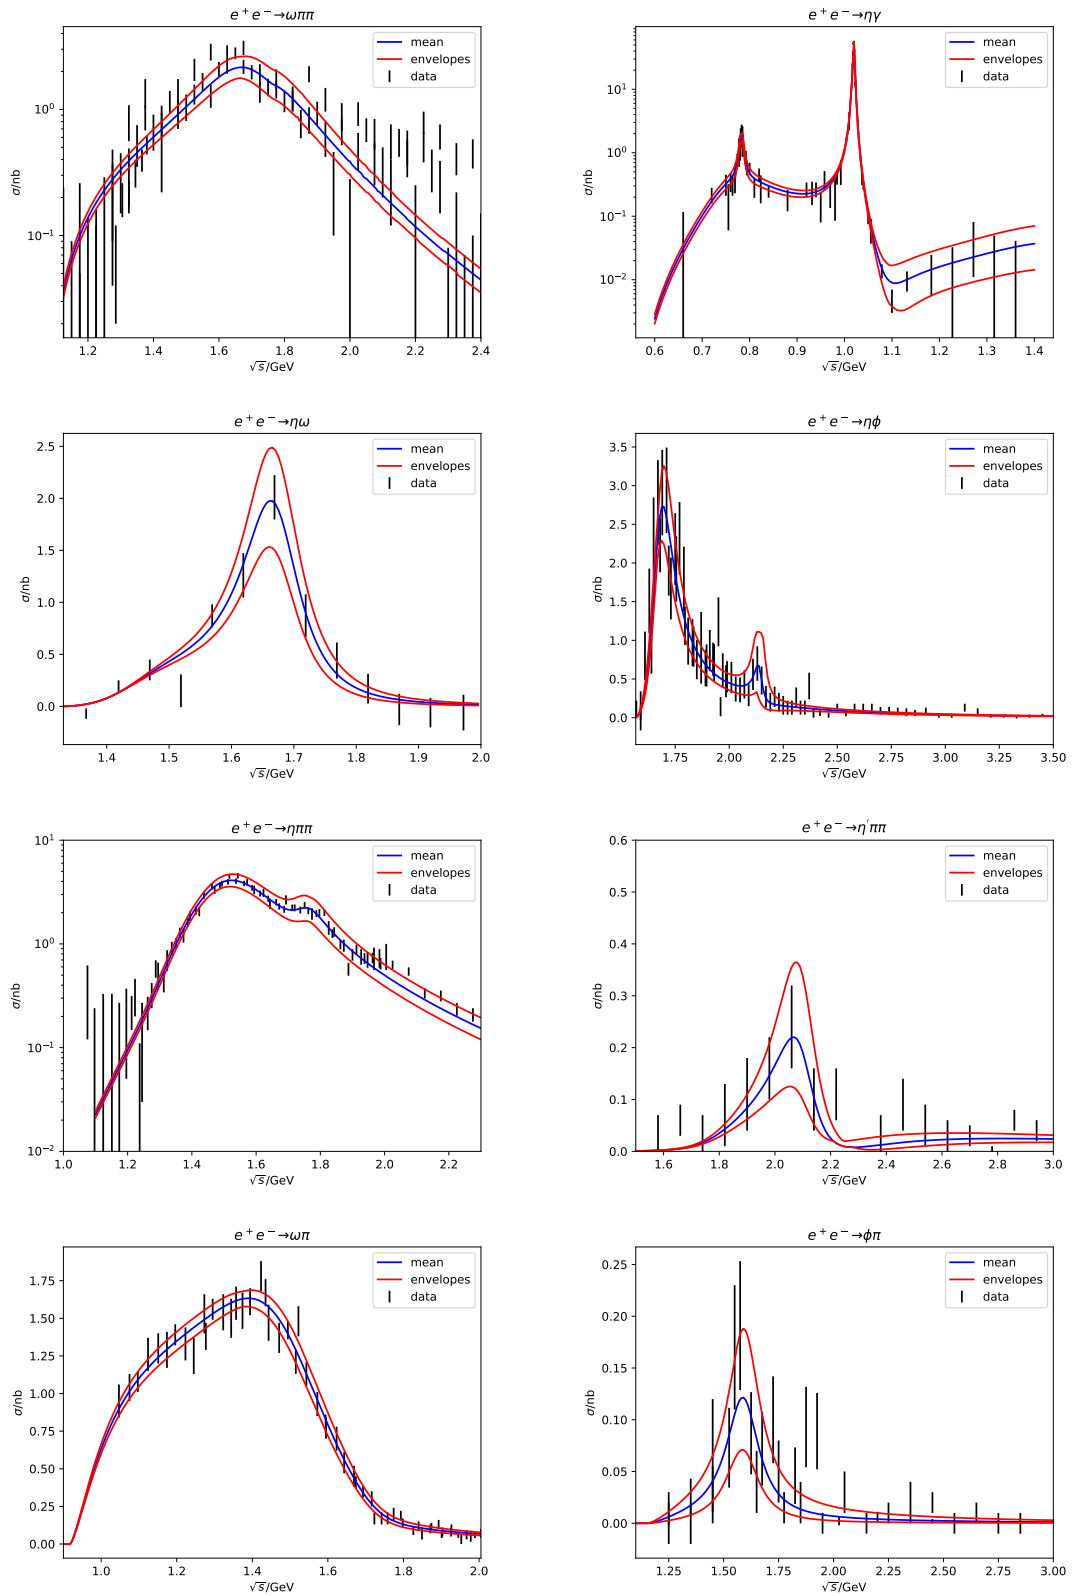 e⁺e⁻→ωππ
σ/nb
10⁰
10⁻¹
mean
envelopes
data
1.2 1.4 1.6 1.8 2.0 2.2 2.4
√s/GeV
e⁺e⁻→ηγ
σ/nb
10¹
10⁰
10⁻¹
10⁻²
mean
envelopes
data
0.6 0.7 0.8 0.9 1.0 1.1 1.2 1.3 1.4
√s/GeV
e⁺e⁻→ηω
σ/nb
2.5
2.0
1.5
1.0
0.5
0.0
mean
envelopes
data
1.4 1.5 1.6 1.7 1.8 1.9 2.0
√s/GeV
e⁺e⁻→ηϕ
σ/nb
3.5
3.0
2.5
2.0
1.5
1.0
0.5
0.0
mean
envelopes
data
1.75 2.00 2.25 2.50 2.75 3.00 3.25 3.50
√s/GeV
e⁺e⁻→ηππ
σ/nb
10¹
10⁰
10⁻¹
10⁻²
mean
envelopes
data
1.0 1.2 1.4 1.6 1.8 2.0 2.2
√s/GeV
e⁺e⁻→η′ππ
σ/nb
0.6
0.5
0.4
0.3
0.2
0.1
0.0
mean
envelopes
data
1.6 1.8 2.0 2.2 2.4 2.6 2.8 3.0
√s/GeV
e⁺e⁻→ωπ
σ/nb
1.75
1.50
1.25
1.00
0.75
0.50
0.25
0.00
mean
envelopes
data
1.0 1.2 1.4 1.6 1.8 2.0
√s/GeV
e⁺e⁻→ϕπ
σ/nb
0.25
0.20
0.15
0.10
0.05
0.00
mean
envelopes
data
1.25 1.50 1.75 2.00 2.25 2.50 2.75 3.00
√s/GeV